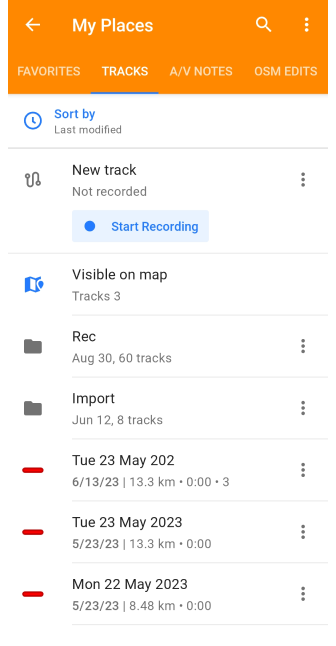 My Places
FAVORITES
TRACKS
A/V NOTES
OSM EDITS
Sort by
Last modified
New track
Not recorded
Start Recording
Visible on map
Tracks 3
Rec
Aug 30, 60 tracks
Import
Jun 12, 8 tracks
Tue 23 May 202
6/13/23 | 13.3 km • 0:00 • 3
Tue 23 May 2023
5/23/23 | 13.3 km • 0:00
Mon 22 May 2023
5/23/23 | 8.48 km • 0:00